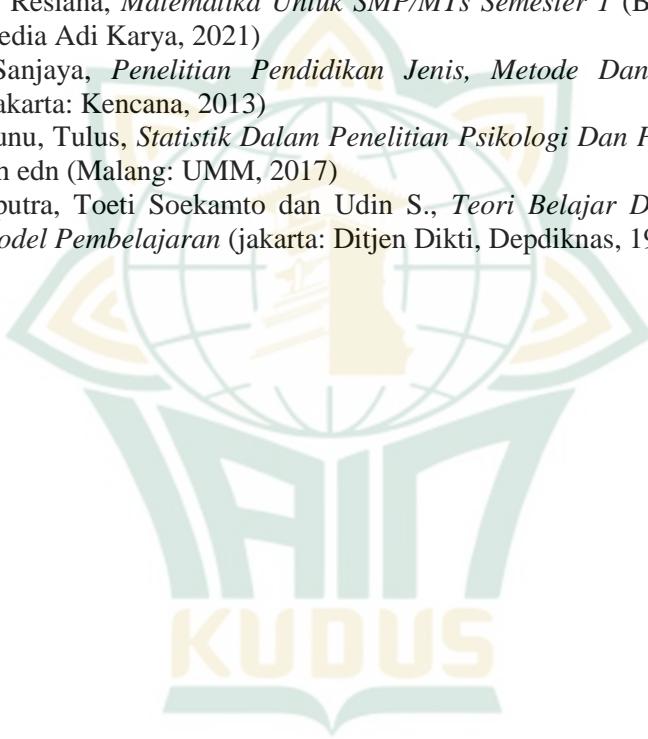 Resiana, Matematika Untuk SMP/MTs Semester 1 (B
edia Adi Karya, 2021)
Sanjaya, Penelitian Pendidikan Jenis, Metode Dan
akarta: Kencana, 2013)
unu, Tulus, Statistik Dalam Penelitian Psikologi Dan P
n edn (Malang: UMM, 2017)
putra, Toeti Soekamto dan Udin S., Teori Belajar D
odel Pembelajaran (jakarta: Ditjen Dikti, Depdiknas, 19
IAIN
KUDUS